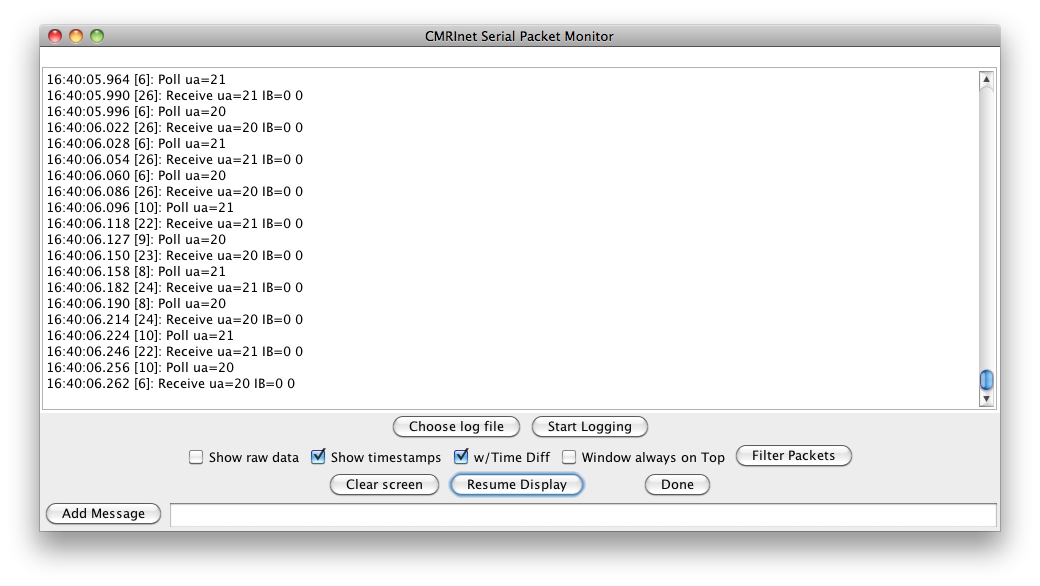 CMRInet Serial Packet Monitor
16:40:05.964 [6]: Poll ua=21
16:40:05.990 [26]: Receive ua=21 IB=0 0
16:40:05.996 [6]: Poll ua=20
16:40:06.022 [26]: Receive ua=20 IB=0 0
16:40:06.028 [6]: Poll ua=21
16:40:06.054 [26]: Receive ua=21 IB=0 0
16:40:06.060 [6]: Poll ua=20
16:40:06.086 [26]: Receive ua=20 IB=0 0
16:40:06.096 [10]: Poll ua=21
16:40:06.118 [22]: Receive ua=21 IB=0 0
16:40:06.127 [9]: Poll ua=20
16:40:06.150 [23]: Receive ua=20 IB=0 0
16:40:06.158 [8]: Poll ua=21
16:40:06.182 [24]: Receive ua=21 IB=0 0
16:40:06.190 [8]: Poll ua=20
16:40:06.214 [24]: Receive ua=20 IB=0 0
16:40:06.224 [10]: Poll ua=21
16:40:06.246 [22]: Receive ua=21 IB=0 0
16:40:06.256 [10]: Poll ua=20
16:40:06.262 [6]: Receive ua=20 IB=0 0
Choose log file Start Logging
Show raw data Show timestamps w/Time Diff Window always on Top Filter Packets
Clear screen Resume Display Done
Add Message